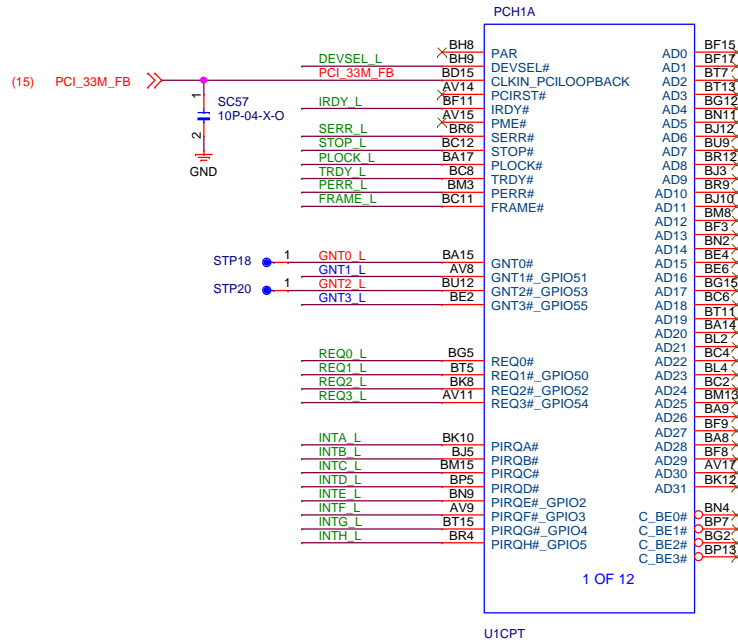 PCH1A
(15) PCI_33M_FB
SC57
10P-04-X-O
1
2
GND
BH8 PAR
DEVSEL_L BH9 DEVSEL#
PCI_33M_FB BD15 CLKIN_PCILOOPBACK
AV14 PCIRST#
IRDY_L BF11 IRDY#
AV15 PME#
SERR_L BR6 SERR#
STOP_L BC12 STOP#
PLOCK_L BA17 PLOCK#
TRDY_L BC8 TRDY#
PERR_L BM3 PERR#
FRAME_L BC11 FRAME#
STP18 1 GNT0_L BA15 GNT0#
GNT1_L AV8 GNT1#_GPIO51
STP20 1 GNT2_L BU12 GNT2#_GPIO53
GNT3_L BE2 GNT3#_GPIO55
REQ0_L BG5 REQ0#
REQ1_L BT5 REQ1#_GPIO50
REQ2_L BK8 REQ2#_GPIO52
REQ3_L AV11 REQ3#_GPIO54
INTA_L BK10 PIRQA#
INTB_L BJ5 PIRQB#
INTC_L BM15 PIRQC#
INTD_L BP5 PIRQD#
INTE_L BN9 PIRQE#_GPIO2
INTF_L AV9 PIRQF#_GPIO3
INTG_L BT15 PIRQG#_GPIO4
INTH_L BR4 PIRQH#_GPIO5
AD0 BF15
AD1 BF17
AD2 BT7
AD3 BT13
AD4 BG12
AD5 BN11
AD6 BJ12
AD7 BU9
AD8 BR12
AD9 BJ3
AD10 BR9
AD11 BJ10
AD12 BM8
AD13 BF3
AD14 BN2
AD15 BE4
AD16 BE6
AD17 BG15
AD18 BC6
AD19 BT11
AD20 BA14
AD21 BL2
AD22 BC4
AD23 BL4
AD24 BC2
AD25 BM13
AD26 BA9
AD27 BF9
AD28 BA8
AD29 BF8
AD30 AV17
AD31 BK12
C_BE0# BN4
C_BE1# BP7
C_BE2# BG2
C_BE3# BP13
1 OF 12
U1CPT